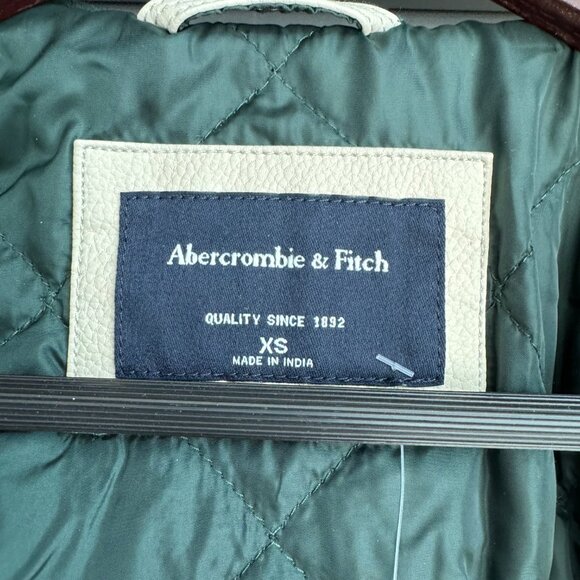 Abercrombie & Fitch
QUALITY SINCE 1892
XS
MADE IN INDIA